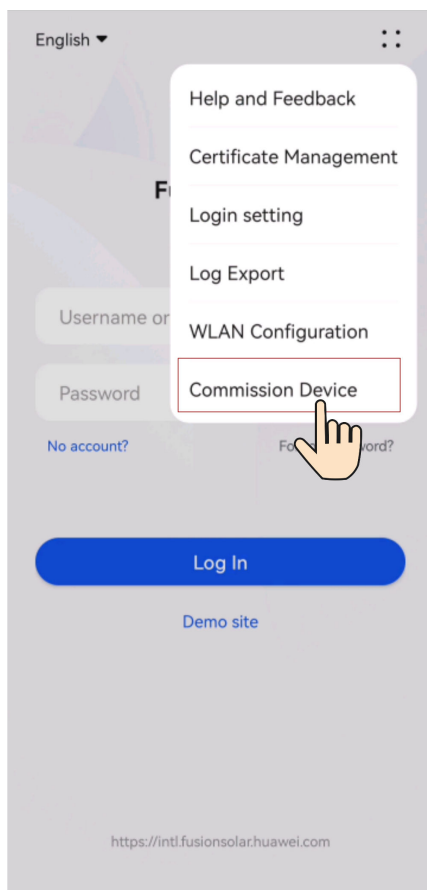 English
Help and Feedback
Certificate Management
Login setting
Log Export
Username or
WLAN Configuration
Password
Commission Device
No account?
Log In
Demo site
https://intl.fusionsolar.huawei.com